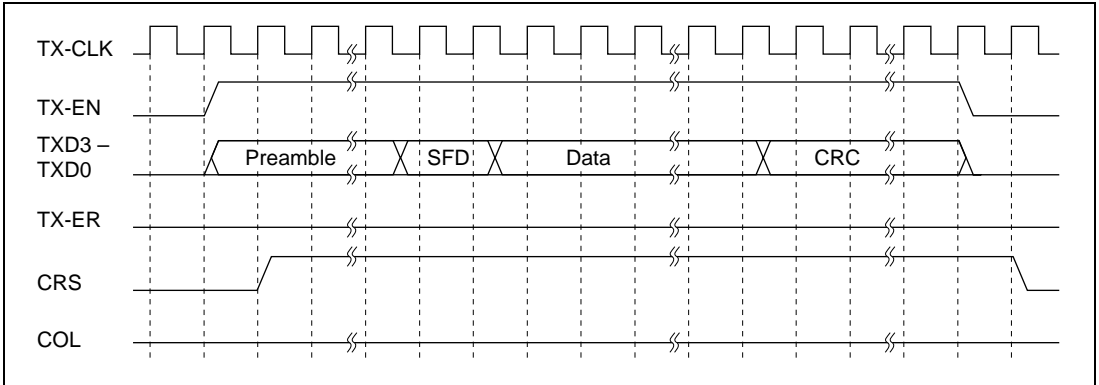 TX-CLK
TX-EN
TXD3 –
TXD0
Preamble
SFD
Data
CRC
TX-ER
CRS
COL